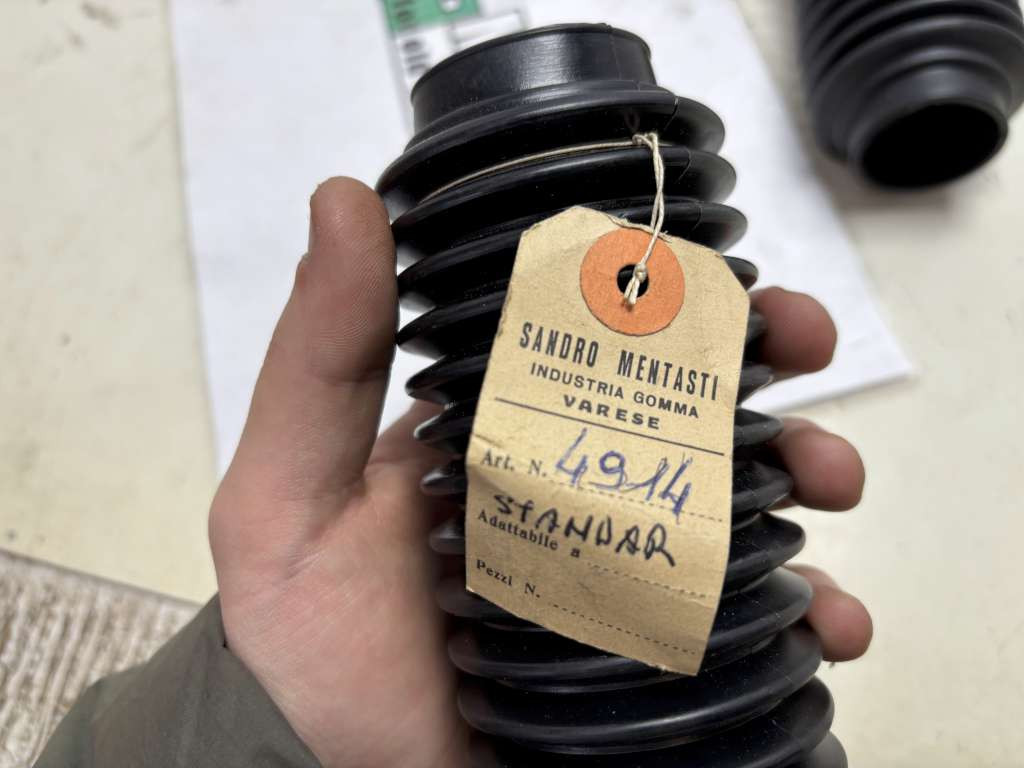 SANDRO MENTASTI
INDUSTRIA GOMMA
VARESE
Art. N. 4914
STANDAR
Adattabile a
Pezzi N.